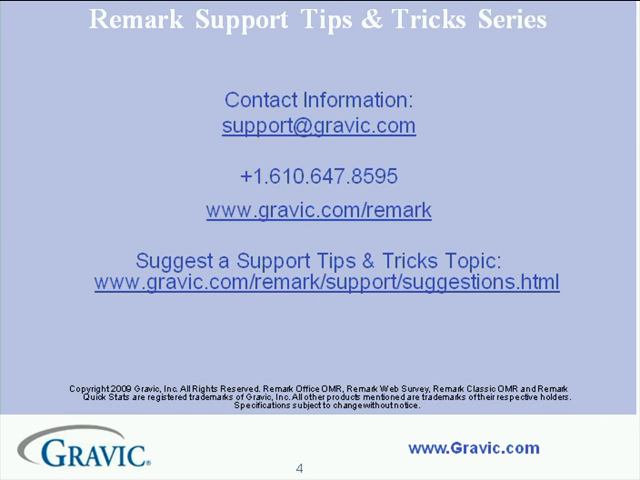 Remark Support Tips & Tricks Series
Contact Information:
support@gravic.com
+1.610.647.8595
www.gravic.com/remark
Suggest a Support Tips & Tricks Topic:
www.gravic.com/remark/support/suggestions.html
Copyright 2009 Gravic, Inc. All Rights Reserved. Remark Office OMR, Remark Web Survey, Remark Classic OMR and Remark
Quick Stats are registered trademarks of Gravic, Inc. All other products mentioned are trademarks of their respective holders.
Specifications subject to change without notice.
GRAVIC®
www.Gravic.com
4